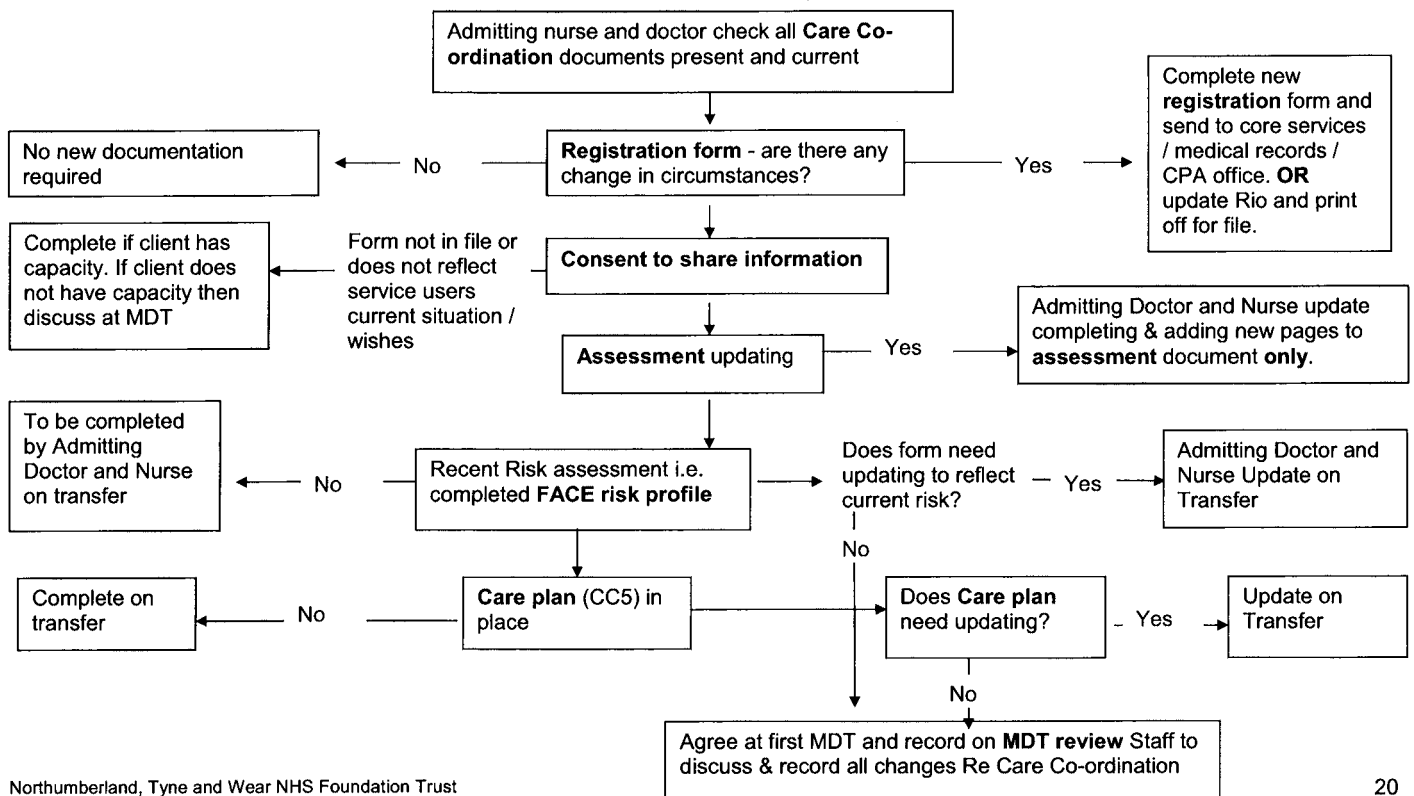 Admitting nurse and doctor check all Care Co-
ordination documents present and current
Complete new
registration form and
send to core services
/ medical records /
CPA office. OR
update Rio and print
off for file.
No new documentation
required
No
Registration form - are there any
change in circumstances?
Yes
Complete if client has
capacity. If client does
not have capacity then
discuss at MDT
Form not in file or
does not reflect
service users
current situation /
wishes
Consent to share information
Assessment updating
Yes
Admitting Doctor and Nurse update
completing & adding new pages to
assessment document only.
To be completed
by Admitting
Doctor and Nurse
on transfer
No
Recent Risk assessment i.e.
completed FACE risk profile
Does form need
updating to reflect
current risk?
Yes
Admitting Doctor and
Nurse Update on
Transfer
No
Complete on
transfer
No
Care plan (CC5) in
place
Does Care plan
need updating?
Yes
Update on
Transfer
No
Agree at first MDT and record on MDT review Staff to
discuss & record all changes Re Care Co-ordination
Northumberland, Tyne and Wear NHS Foundation Trust
20